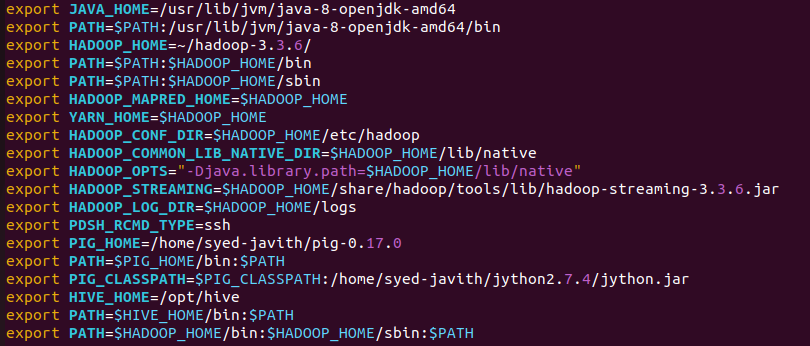 export JAVA_HOME=/usr/lib/jvm/java-8-openjdk-amd64
export PATH=$PATH:/usr/lib/jvm/java-8-openjdk-amd64/bin
export HADOOP_HOME=~/hadoop-3.3.6/
export PATH=$PATH:$HADOOP_HOME/bin
export PATH=$PATH:$HADOOP_HOME/sbin
export HADOOP_MAPRED_HOME=$HADOOP_HOME
export YARN_HOME=$HADOOP_HOME
export HADOOP_CONF_DIR=$HADOOP_HOME/etc/hadoop
export HADOOP_COMMON_LIB_NATIVE_DIR=$HADOOP_HOME/lib/native
export HADOOP_OPTS="-Djava.library.path=$HADOOP_HOME/lib/native"
export HADOOP_STREAMING=$HADOOP_HOME/share/hadoop/tools/lib/hadoop-streaming-3.3.6.jar
export HADOOP_LOG_DIR=$HADOOP_HOME/logs
export PDSH_RCMD_TYPE=ssh
export PIG_HOME=/home/syed-javith/pig-0.17.0
export PATH=$PIG_HOME/bin:$PATH
export PIG_CLASSPATH=$PIG_CLASSPATH:/home/syed-javith/jython2.7.4/jython.jar
export HIVE_HOME=/opt/hive
export PATH=$HIVE_HOME/bin:$PATH
export PATH=$HADOOP_HOME/bin:$HADOOP_HOME/sbin:$PATH